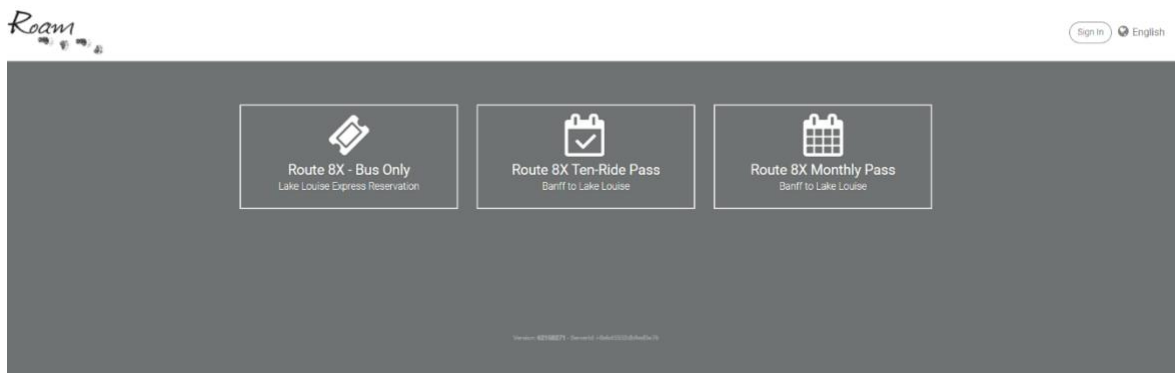 Roam
Sign In
English
Route 8X - Bus Only
Lake Louise Express Reservation
Route 8X Ten-Ride Pass
Banff to Lake Louise
Route 8X Monthly Pass
Banff to Lake Louise
Version: